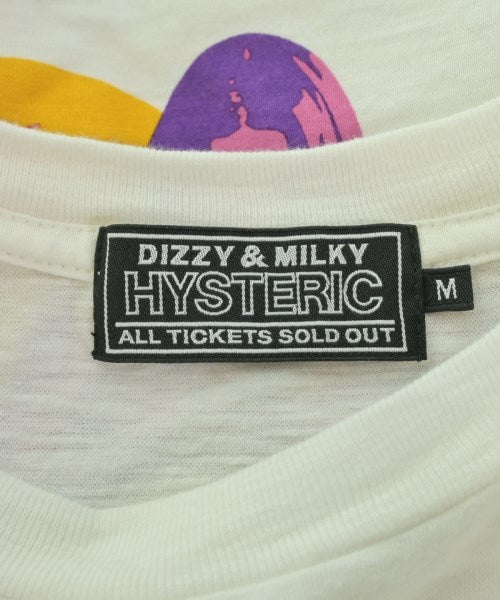 DIZZY & MILKY
HYSTERIC
ALL TICKETS SOLD OUT
M